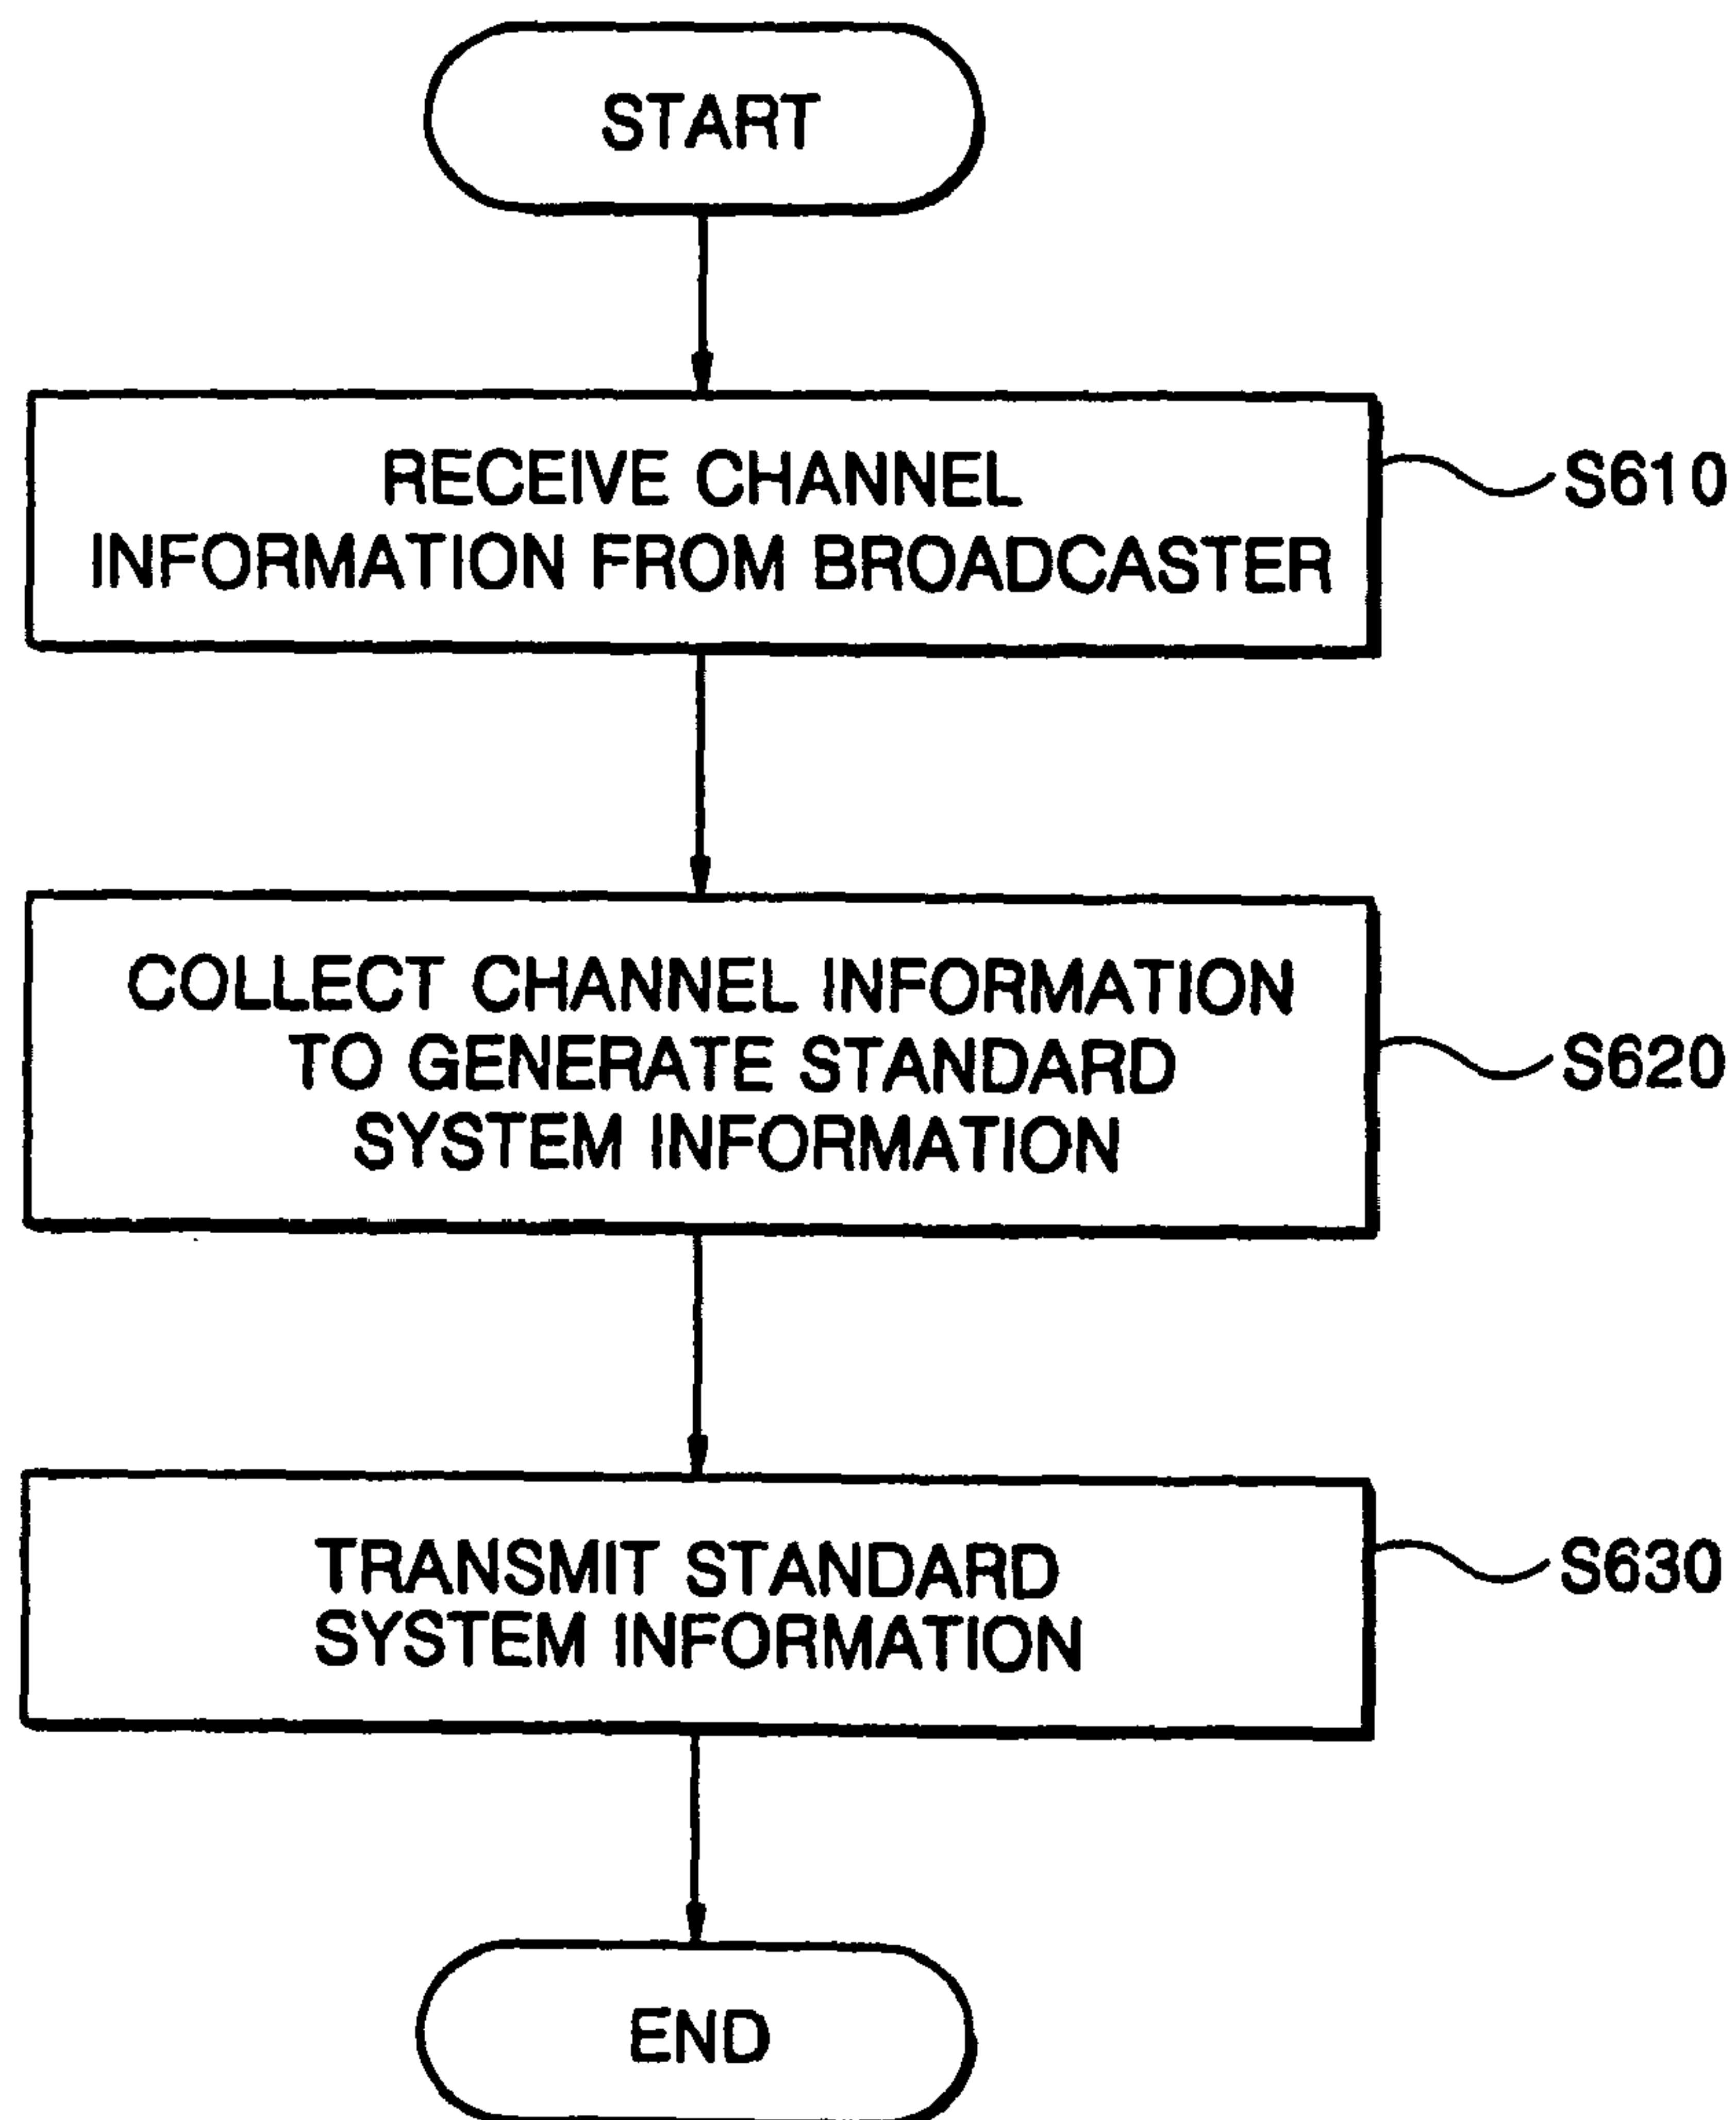 START
RECEIVE CHANNEL
INFORMATION FROM BROADCASTER
S610
COLLECT CHANNEL INFORMATION
TO GENERATE STANDARD
SYSTEM INFORMATION
S620
TRANSMIT STANDARD
SYSTEM INFORMATION
S630
END